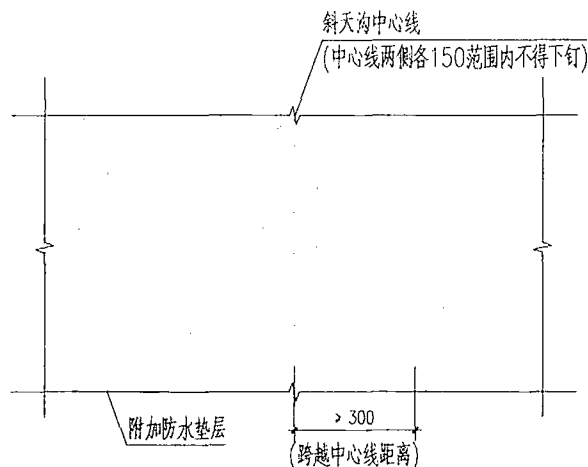 斜天沟中心线
(中心线两侧各150范围内不得下钉)
附加防水垫层
> 300
(跨越中心线距离)